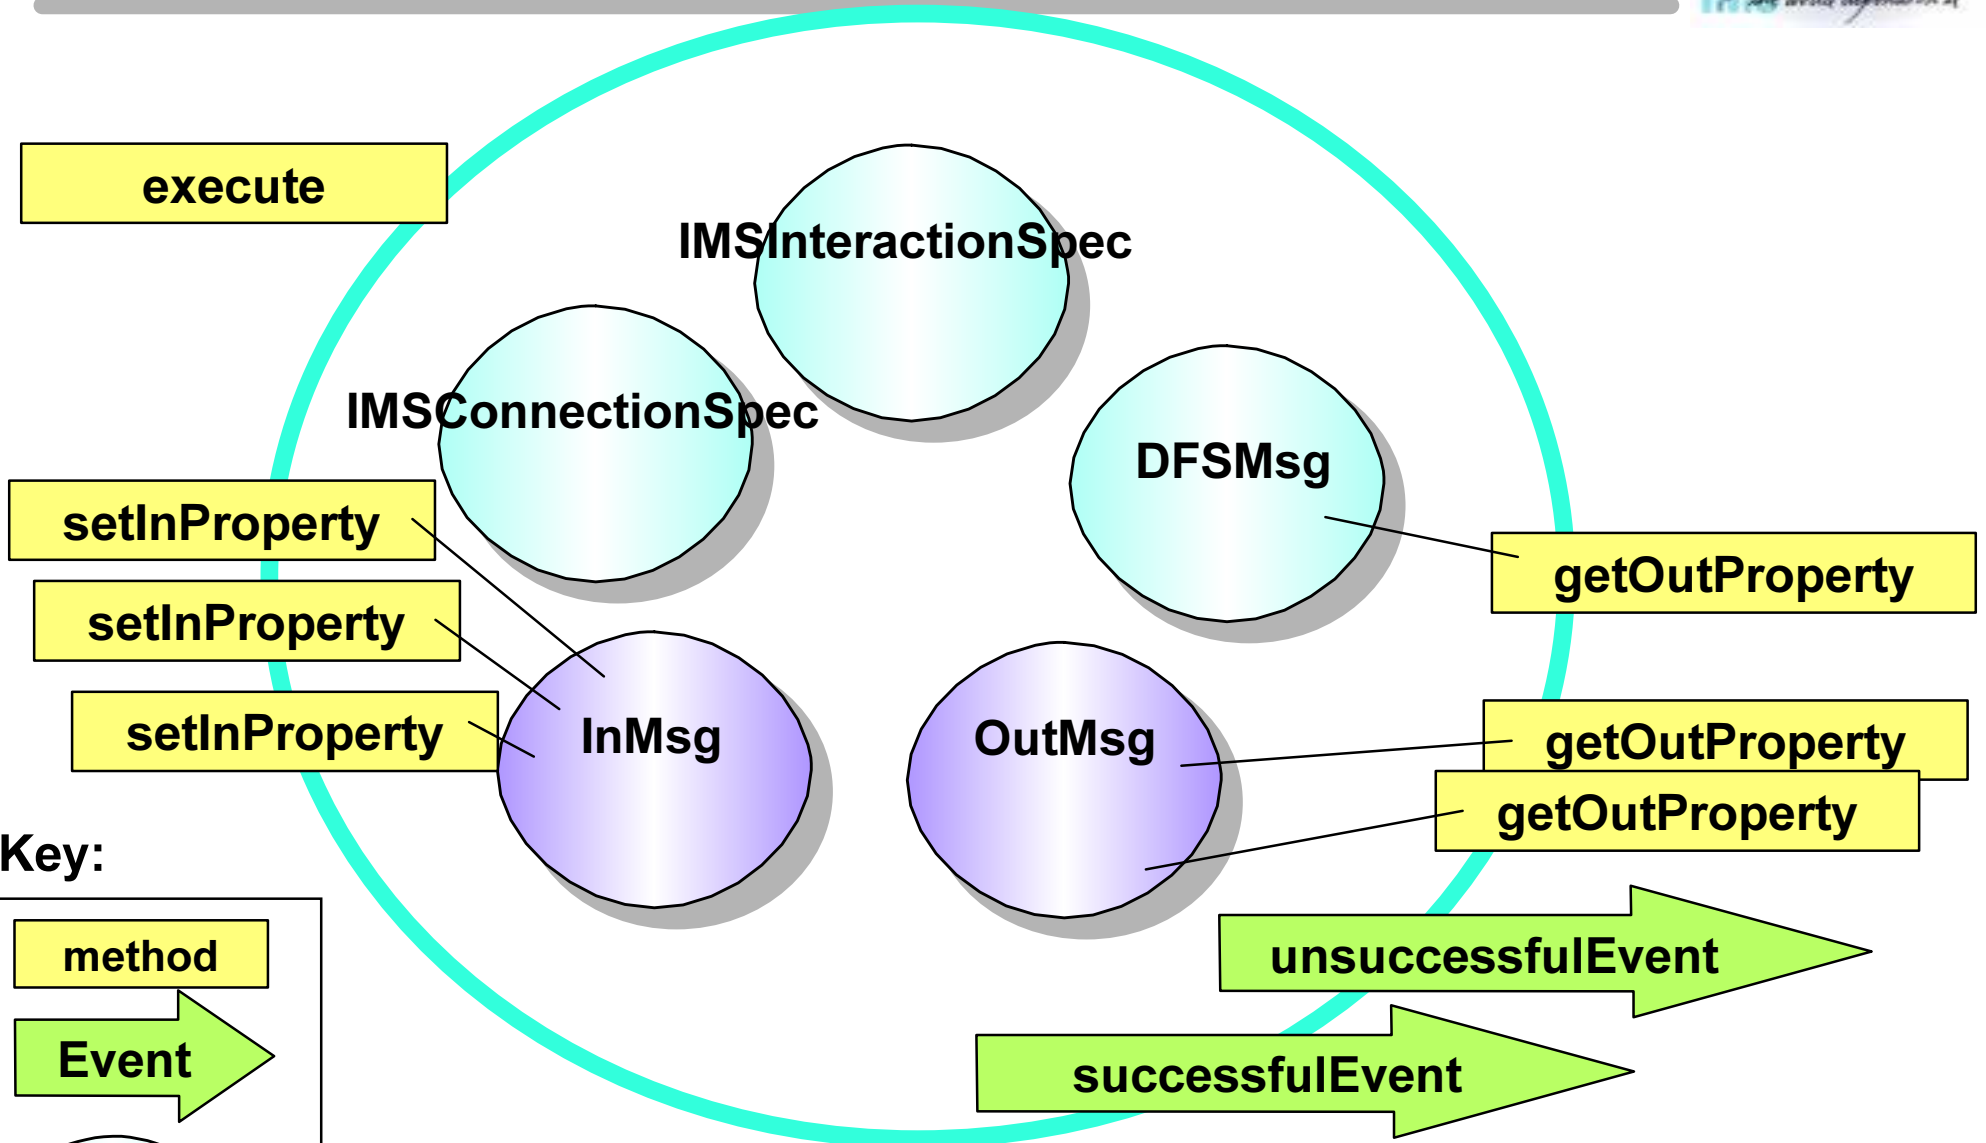 execute
IMSInteractionSpec
IMSConnectionSpec
DFSMsg
setInProperty
getOutProperty
setInProperty
setInProperty
InMsg
OutMsg
getOutProperty
getOutProperty
Key:
method
unsuccessfulEvent
Event
successfulEvent